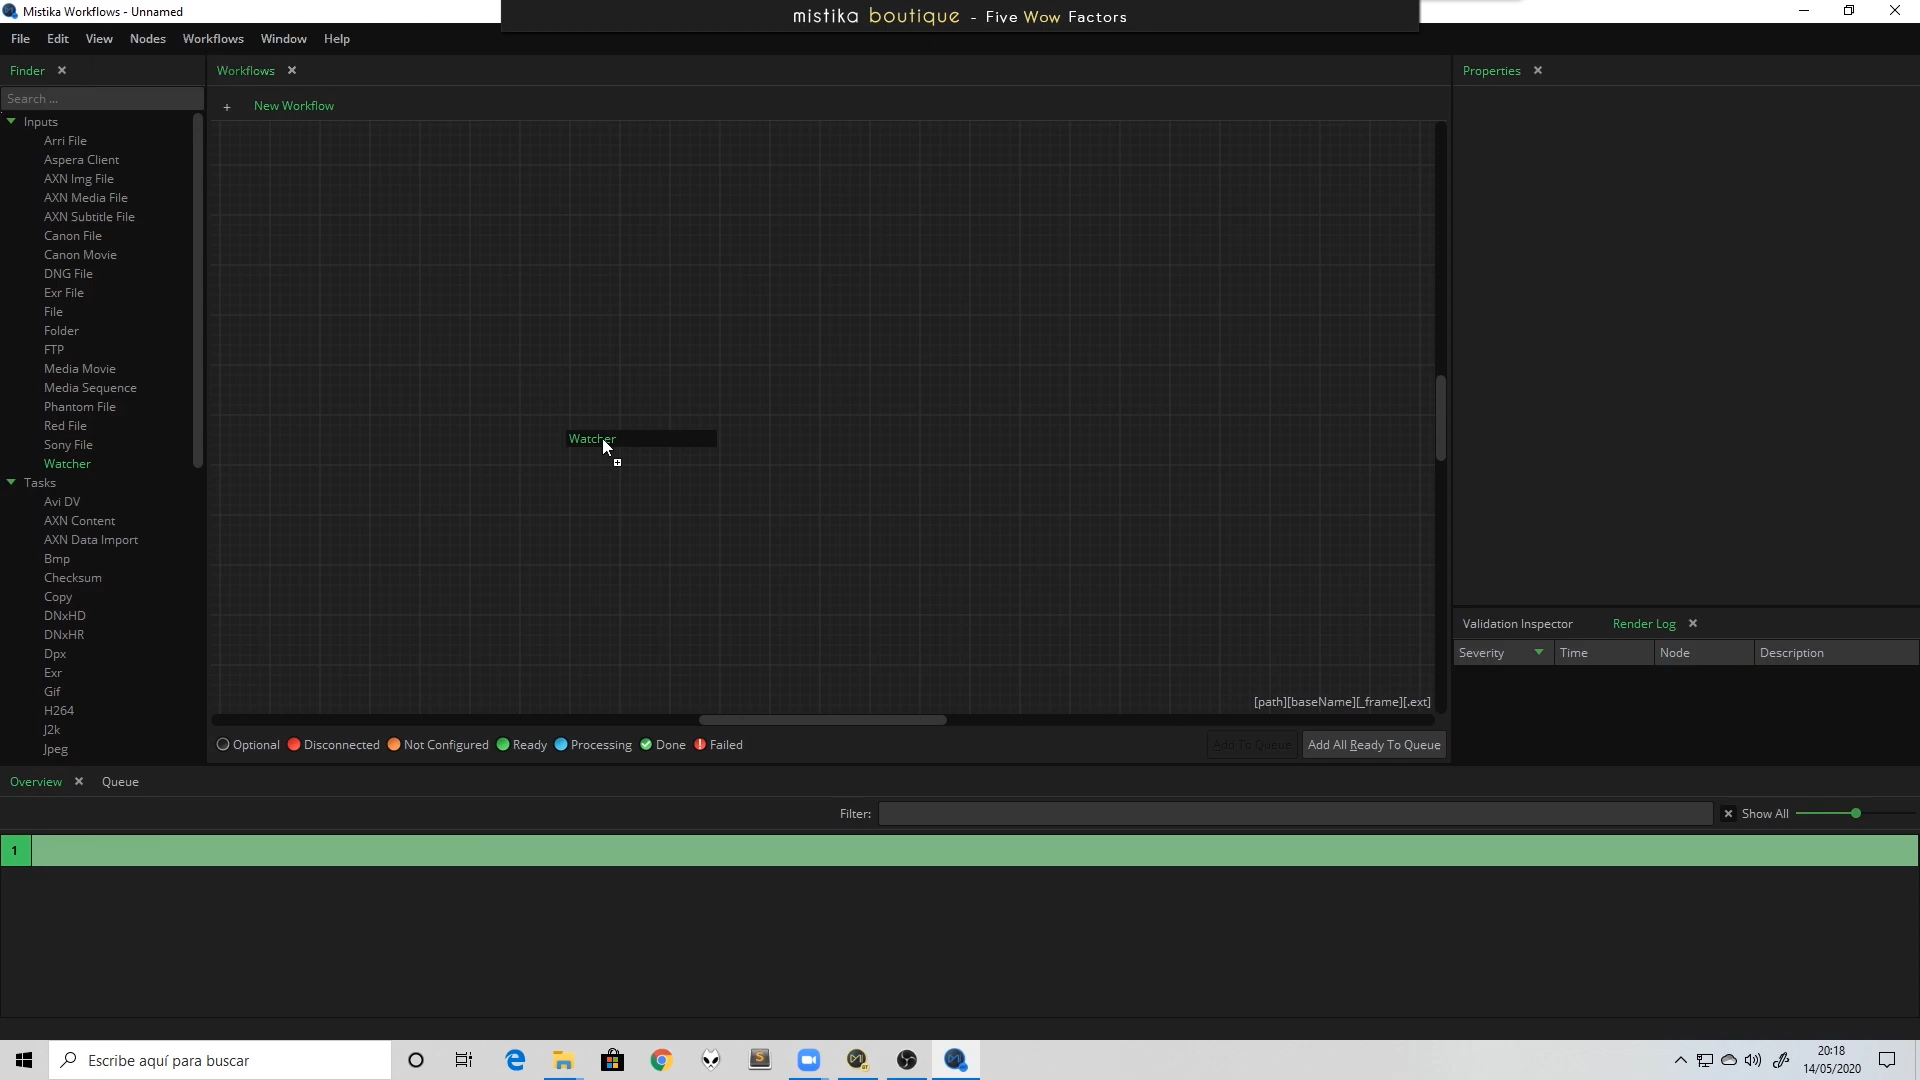 Mistika Workflows - Unnamed
mistika boutique - Five Wow Factors
File Edit View Nodes Workflows Window Help
Finder
Search ...
Inputs
Arri File
Aspera Client
AXN Img File
AXN Media File
AXN Subtitle File
Canon File
Canon Movie
DNG File
Exr File
File
Folder
FTP
Media Movie
Media Sequence
Phantom File
Red File
Sony File
Watcher
Tasks
Avi DV
AXN Content
AXN Data Import
Bmp
Checksum
Copy
DNxHD
DNxHR
Dpx
Exr
Gif
H264
J2k
Jpeg
Workflows
+ New Workflow
Watcher
[path][baseName][_frame][.ext]
Optional Disconnected Not Configured Ready Processing Done Failed
Add To Queue Add All Ready To Queue
Properties
Validation Inspector Render Log
Severity Time Node Description
Overview Queue
Filter: Show All
1
Escribe aquí para buscar
20:18
14/05/2020